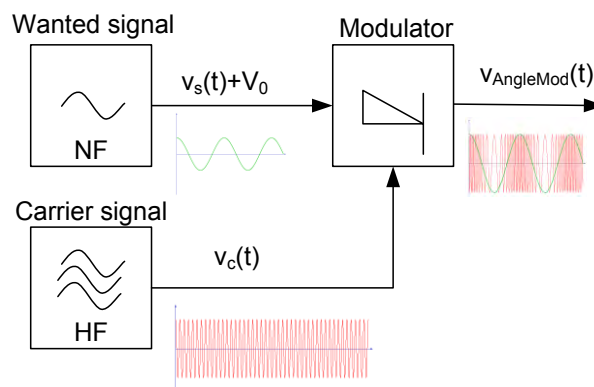 Wanted signal
Modulator
vs(t)+V0
vAngleMod(t)
NF
Carrier signal
vc(t)
HF